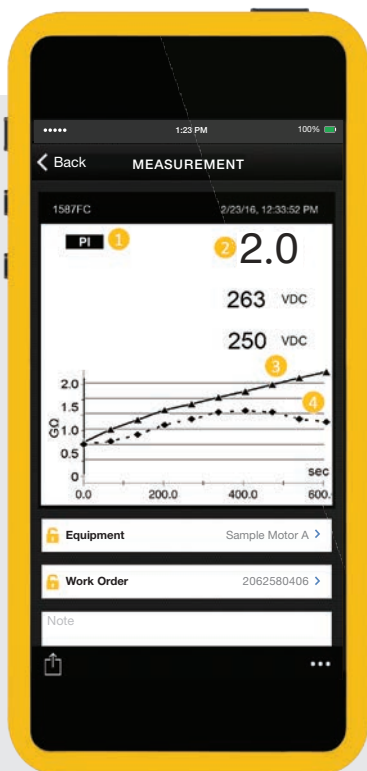 1:23 PM 100%
Back MEASUREMENT
1587FC 2/23/16, 12:33:52 PM
PI 1 2 2.0
263 VDC
250 VDC
3
2.0
1.5 4
GΩ 1.0
0.5
0 sec
0.0 200.0 400.0 600.
Equipment Sample Motor A
Work Order 2062580406
Note